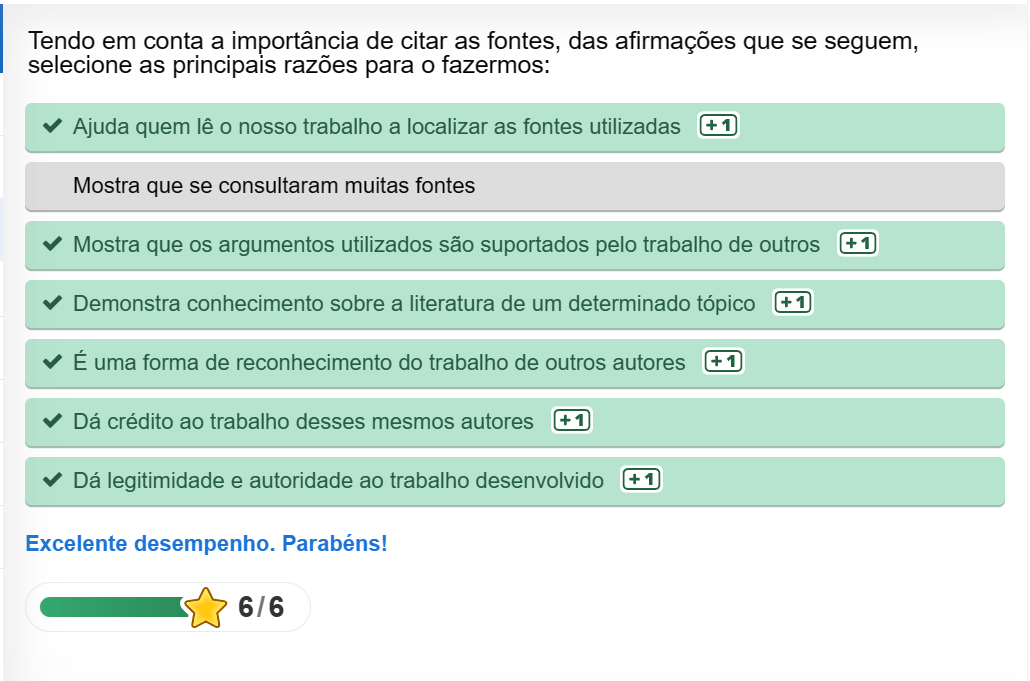 Tendo em conta a importância de citar as fontes, das afirmações que se seguem,
selecione as principais razões para o fazermos:
Ajuda quem lê o nosso trabalho a localizar as fontes utilizadas +1
Mostra que se consultaram muitas fontes
Mostra que os argumentos utilizados são suportados pelo trabalho de outros +1
Demonstra conhecimento sobre a literatura de um determinado tópico +1
É uma forma de reconhecimento do trabalho de outros autores +1
Dá crédito ao trabalho desses mesmos autores +1
Dá legitimidade e autoridade ao trabalho desenvolvido +1
Excelente desempenho. Parabéns!
6/6